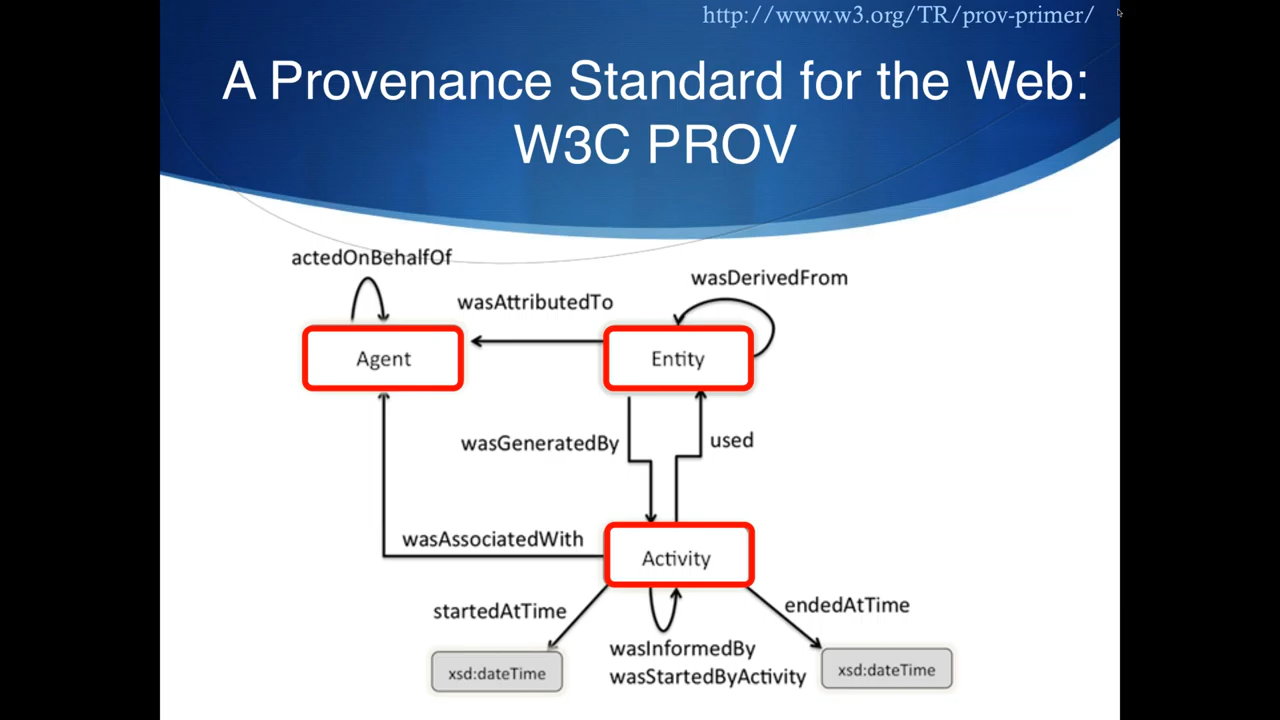 http://www.w3.org/TR/prov-primer/
A Provenance Standard for the Web:
W3C PROV
actedOnBehalfOf
wasDerivedFrom
wasAttributedTo
Agent
Entity
wasGeneratedBy
used
wasAssociatedWith
Activity
startedAtTime
endedAtTime
wasInformedBy
wasStartedByActivity
xsd:dateTime
xsd:dateTime